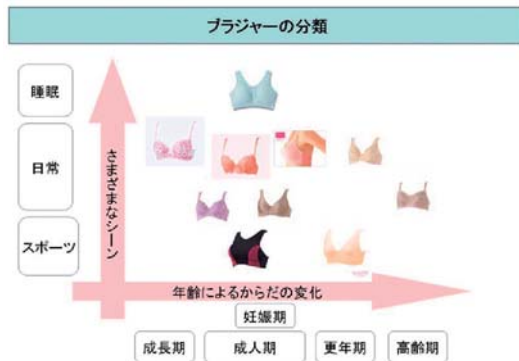 ブラジャーの分類
睡眠
日常
スポーツ
さまざまなシーン
年齢によるからだの変化
妊娠期
成長期
成人期
更年期
高齢期